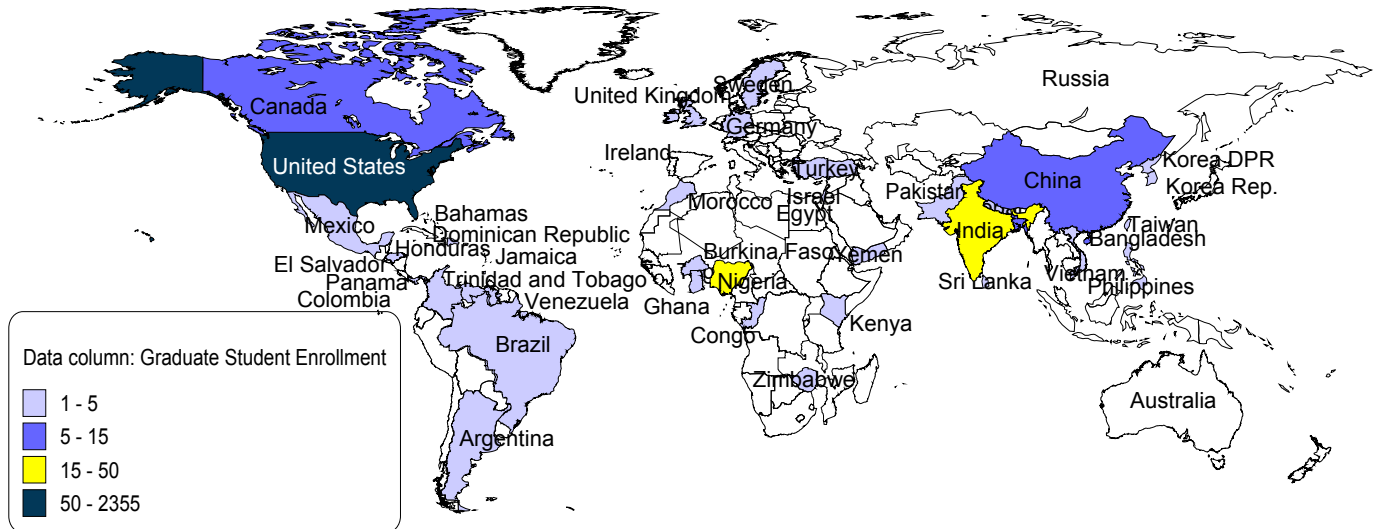 Russia
Sweden
United Kingdom
Canada
Germany
Ireland
United States
Turkey
Korea DPR
China
Pakistan
Korea Rep.
Israel
Morocco
Egypt
Bahamas
Mexico
Dominican Republic
India
Taiwan
Bangladesh
Honduras
Jamaica
Burkina Faso
Yemen
El Salvador
Panama
Trinidad and Tobago
Nigeria
Sri Lanka
Vietnam
Philippines
Colombia
Venezuela
Ghana
Kenya
Congo
Brazil
Zimbabwe
Australia
Argentina
Data column: Graduate Student Enrollment
1 - 5
5 - 15
15 - 50
50 - 2355